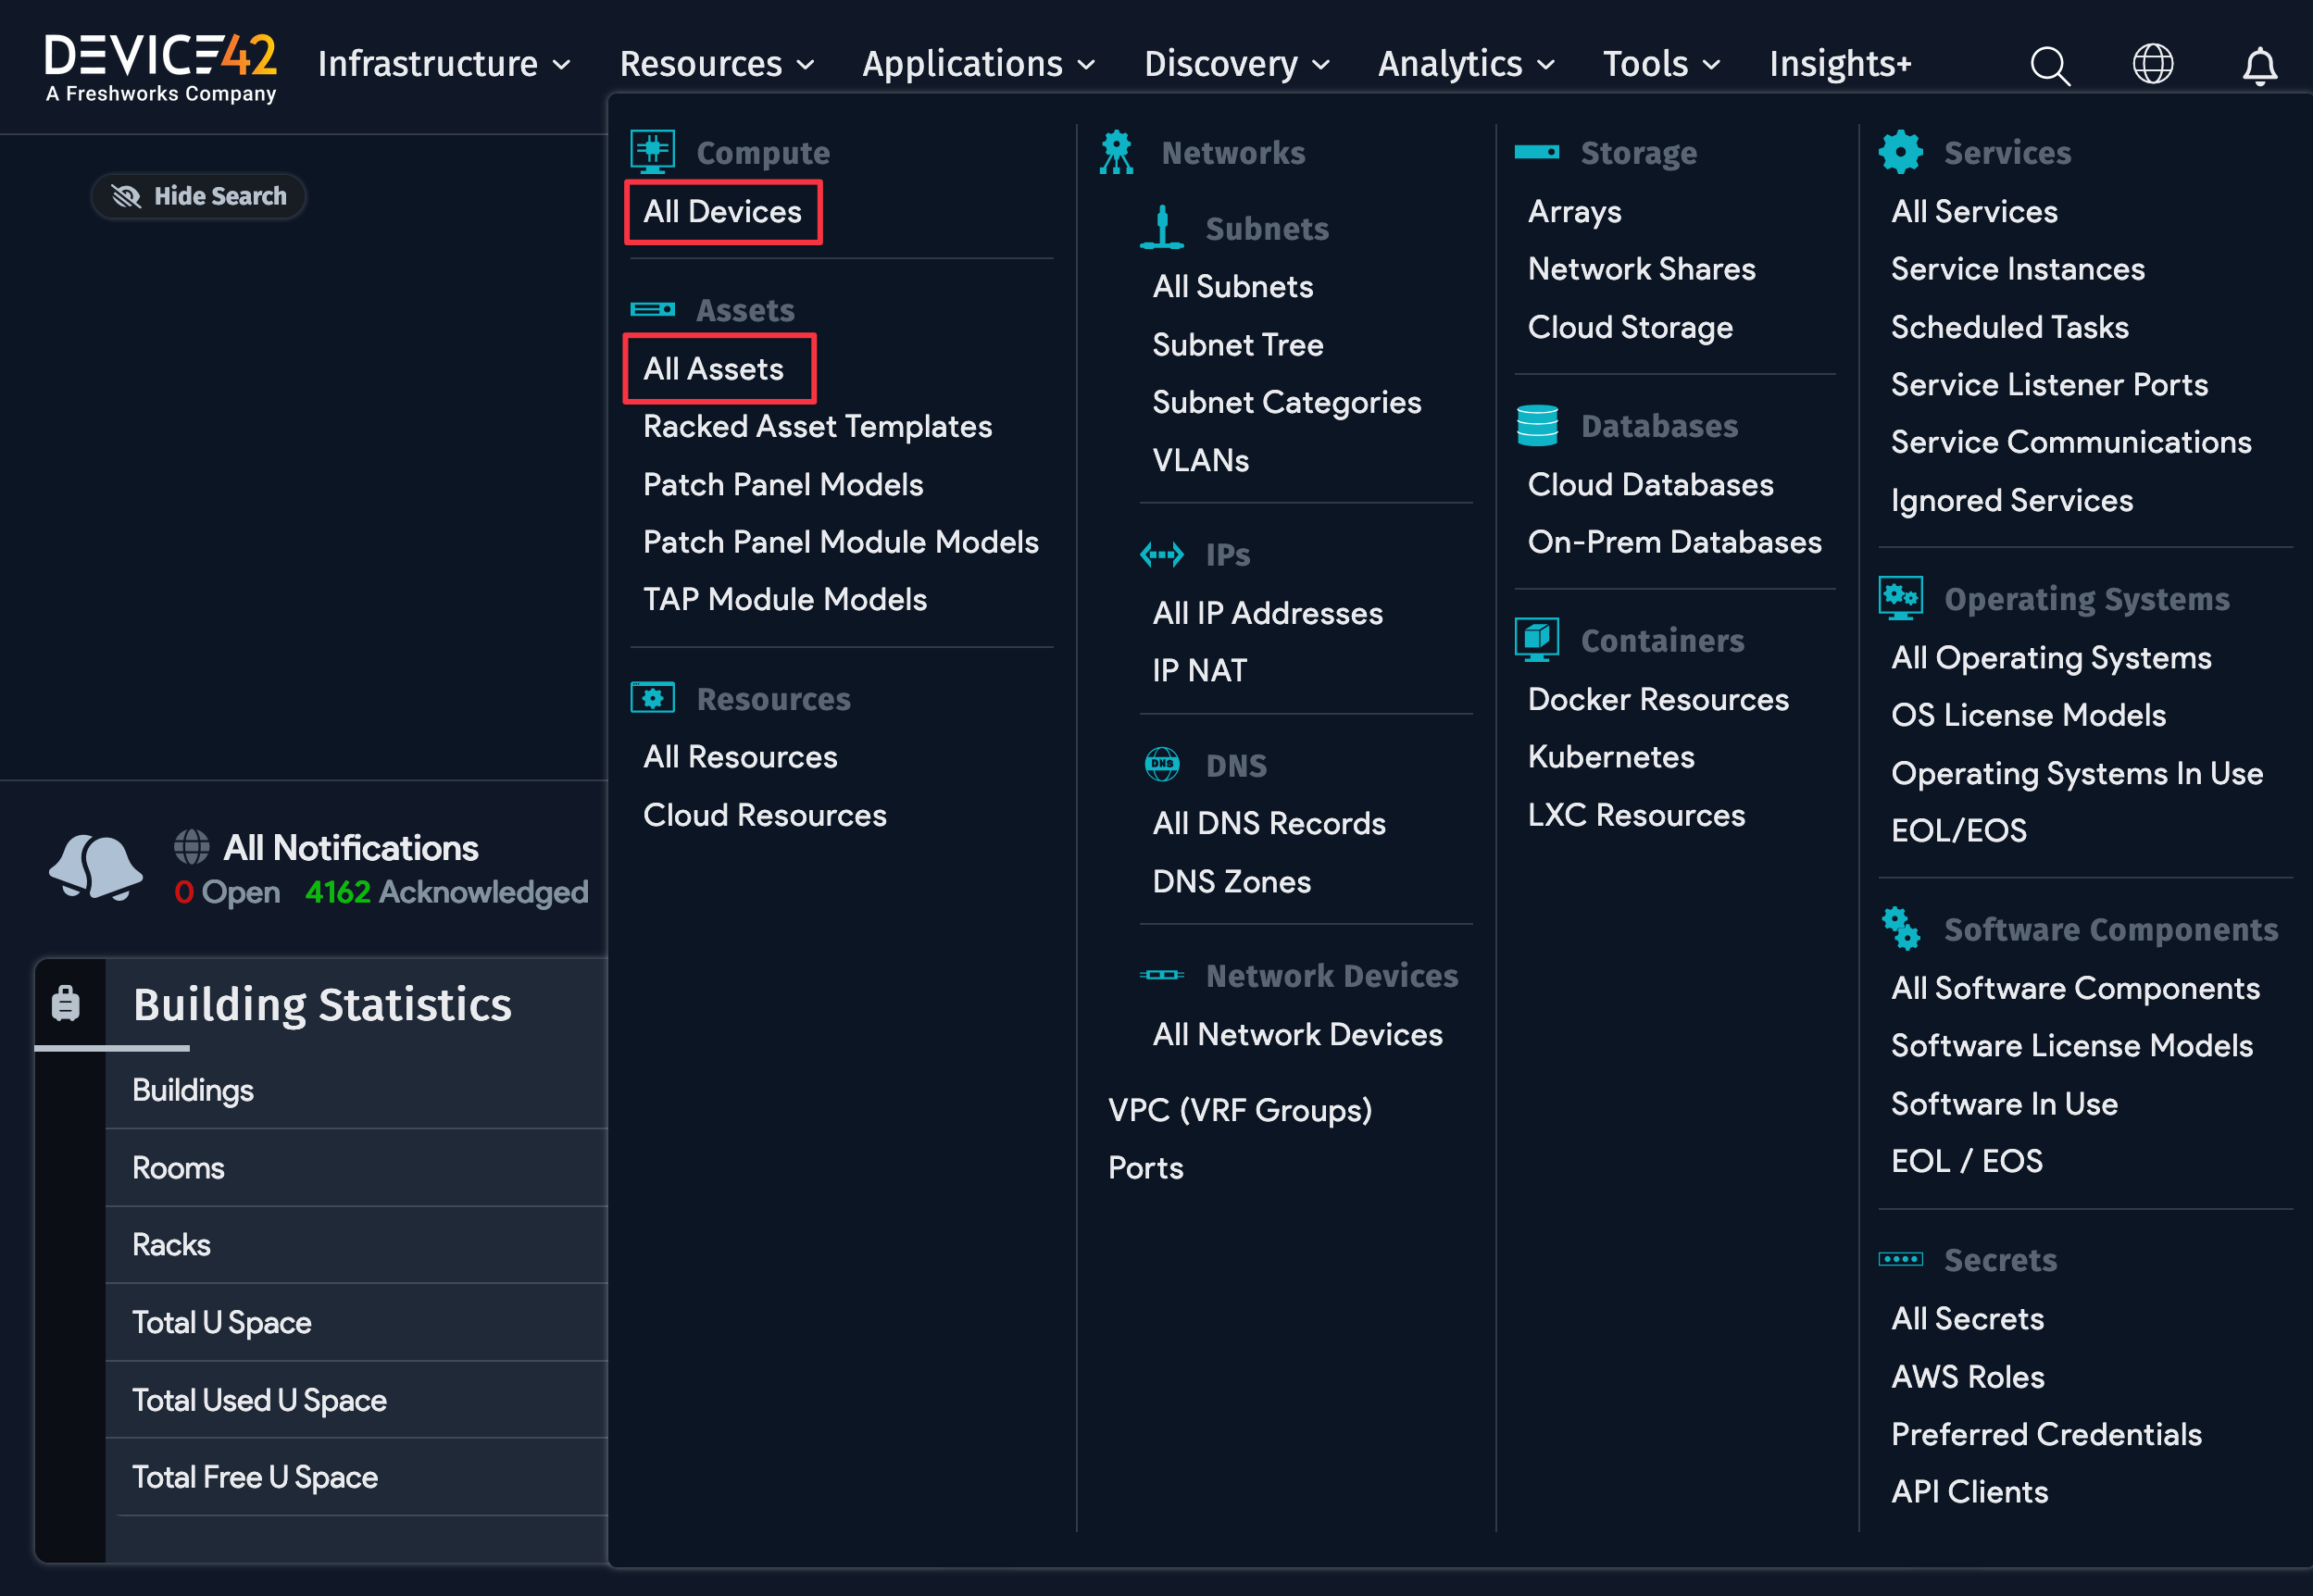 DEVICE42
A Freshworks Company
Infrastructure
Resources
Applications
Discovery
Analytics
Tools
Insights+
Hide Search
All Notifications
0 Open 4162 Acknowledged
Building Statistics
Buildings
Rooms
Racks
Total U Space
Total Used U Space
Total Free U Space
Compute
All Devices
Assets
All Assets
Racked Asset Templates
Patch Panel Models
Patch Panel Module Models
TAP Module Models
Resources
All Resources
Cloud Resources
Networks
Subnets
All Subnets
Subnet Tree
Subnet Categories
VLANs
IPs
All IP Addresses
IP NAT
DNS
DNS
All DNS Records
DNS Zones
Network Devices
All Network Devices
VPC (VRF Groups)
Ports
Storage
Arrays
Network Shares
Cloud Storage
Databases
Cloud Databases
On-Prem Databases
Containers
Docker Resources
Kubernetes
LXC Resources
Services
All Services
Service Instances
Scheduled Tasks
Service Listener Ports
Service Communications
Ignored Services
Operating Systems
All Operating Systems
OS License Models
Operating Systems In Use
EOL/EOS
Software Components
All Software Components
Software License Models
Software In Use
EOL / EOS
Secrets
All Secrets
AWS Roles
Preferred Credentials
API Clients